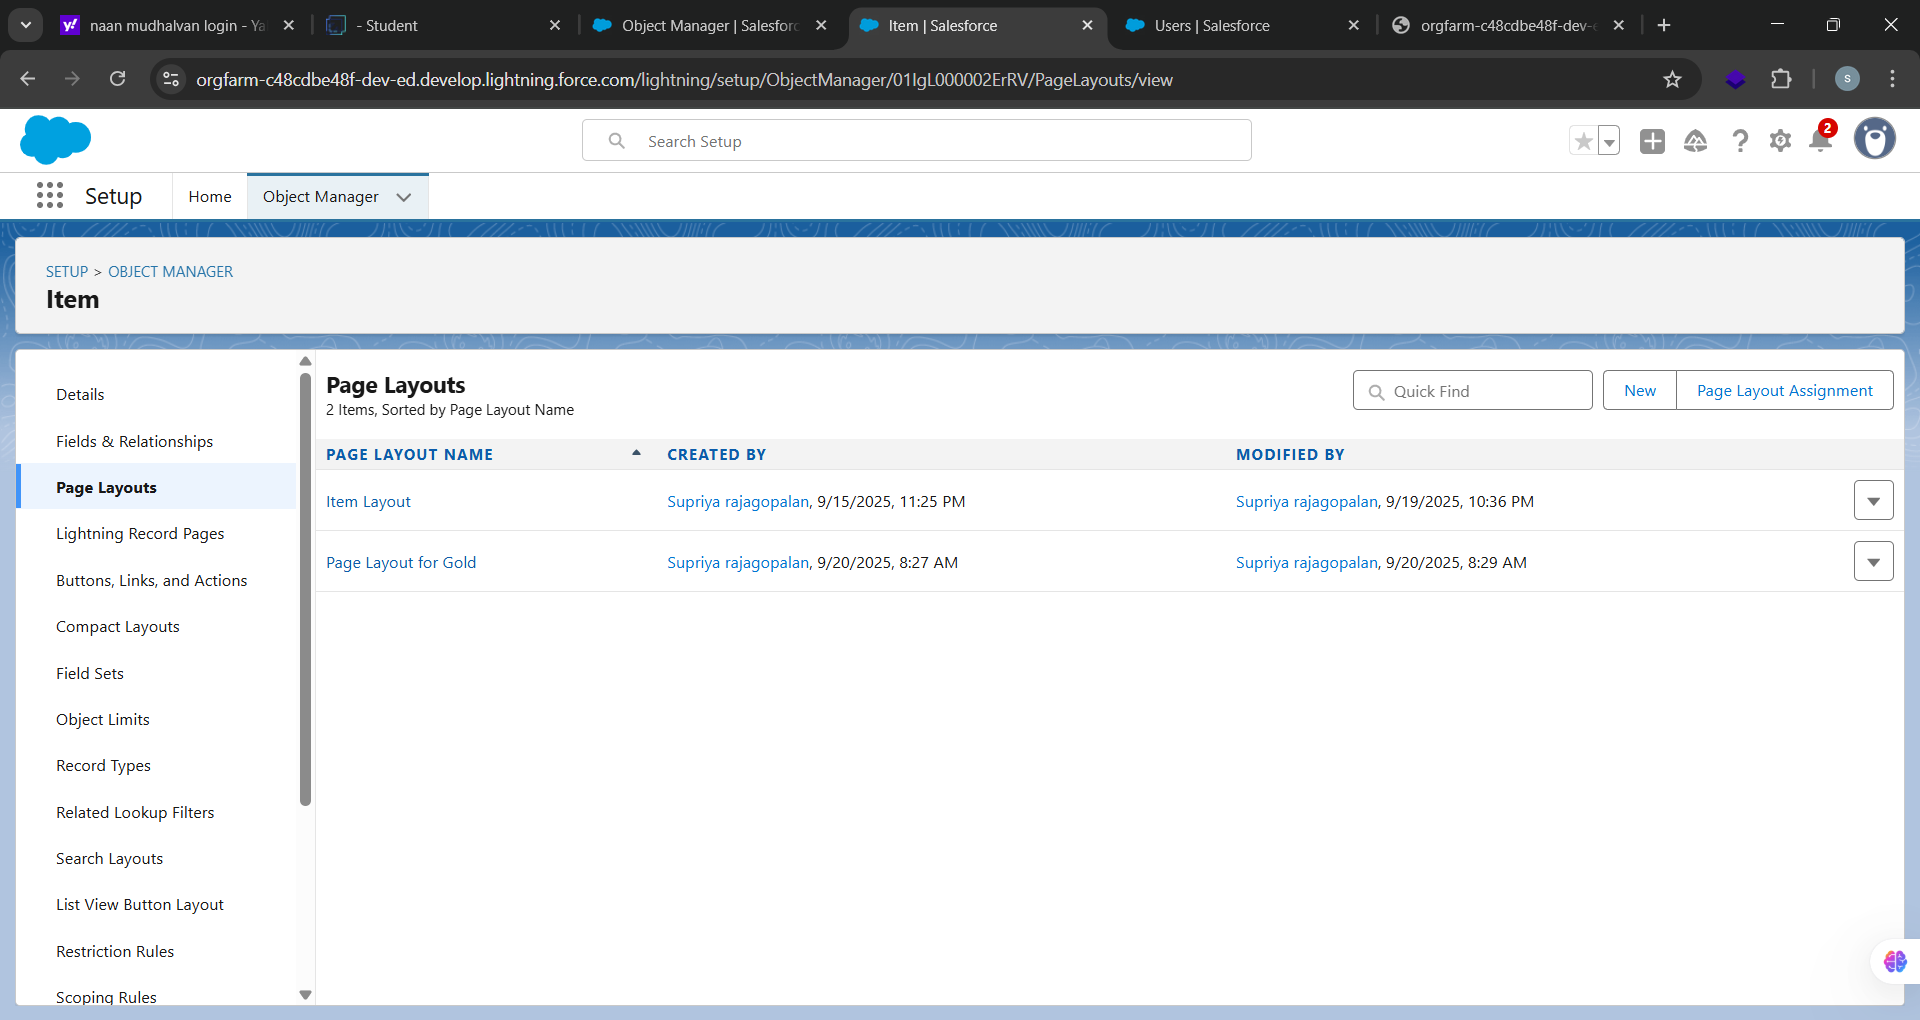 naan mudhalvan login - Ya
- Student
Object Manager | Salesforc
Item | Salesforce
Users | Salesforce
orgfarm-c48cdbe48f-dev-e
orgfarm-c48cdbe48f-dev-ed.develop.lightning.force.com/lightning/setup/ObjectManager/01IgL000002ErRV/PageLayouts/view
s
Search Setup
2
Setup
Home
Object Manager
SETUP > OBJECT MANAGER
Item
Details
Fields & Relationships
Page Layouts
Lightning Record Pages
Buttons, Links, and Actions
Compact Layouts
Field Sets
Object Limits
Record Types
Related Lookup Filters
Search Layouts
List View Button Layout
Restriction Rules
Scoping Rules
Page Layouts
2 Items, Sorted by Page Layout Name
Quick Find
New
Page Layout Assignment
PAGE LAYOUT NAME CREATED BY MODIFIED BY
Item Layout Supriya rajagopalan, 9/15/2025, 11:25 PM Supriya rajagopalan, 9/19/2025, 10:36 PM
Page Layout for Gold Supriya rajagopalan, 9/20/2025, 8:27 AM Supriya rajagopalan, 9/20/2025, 8:29 AM